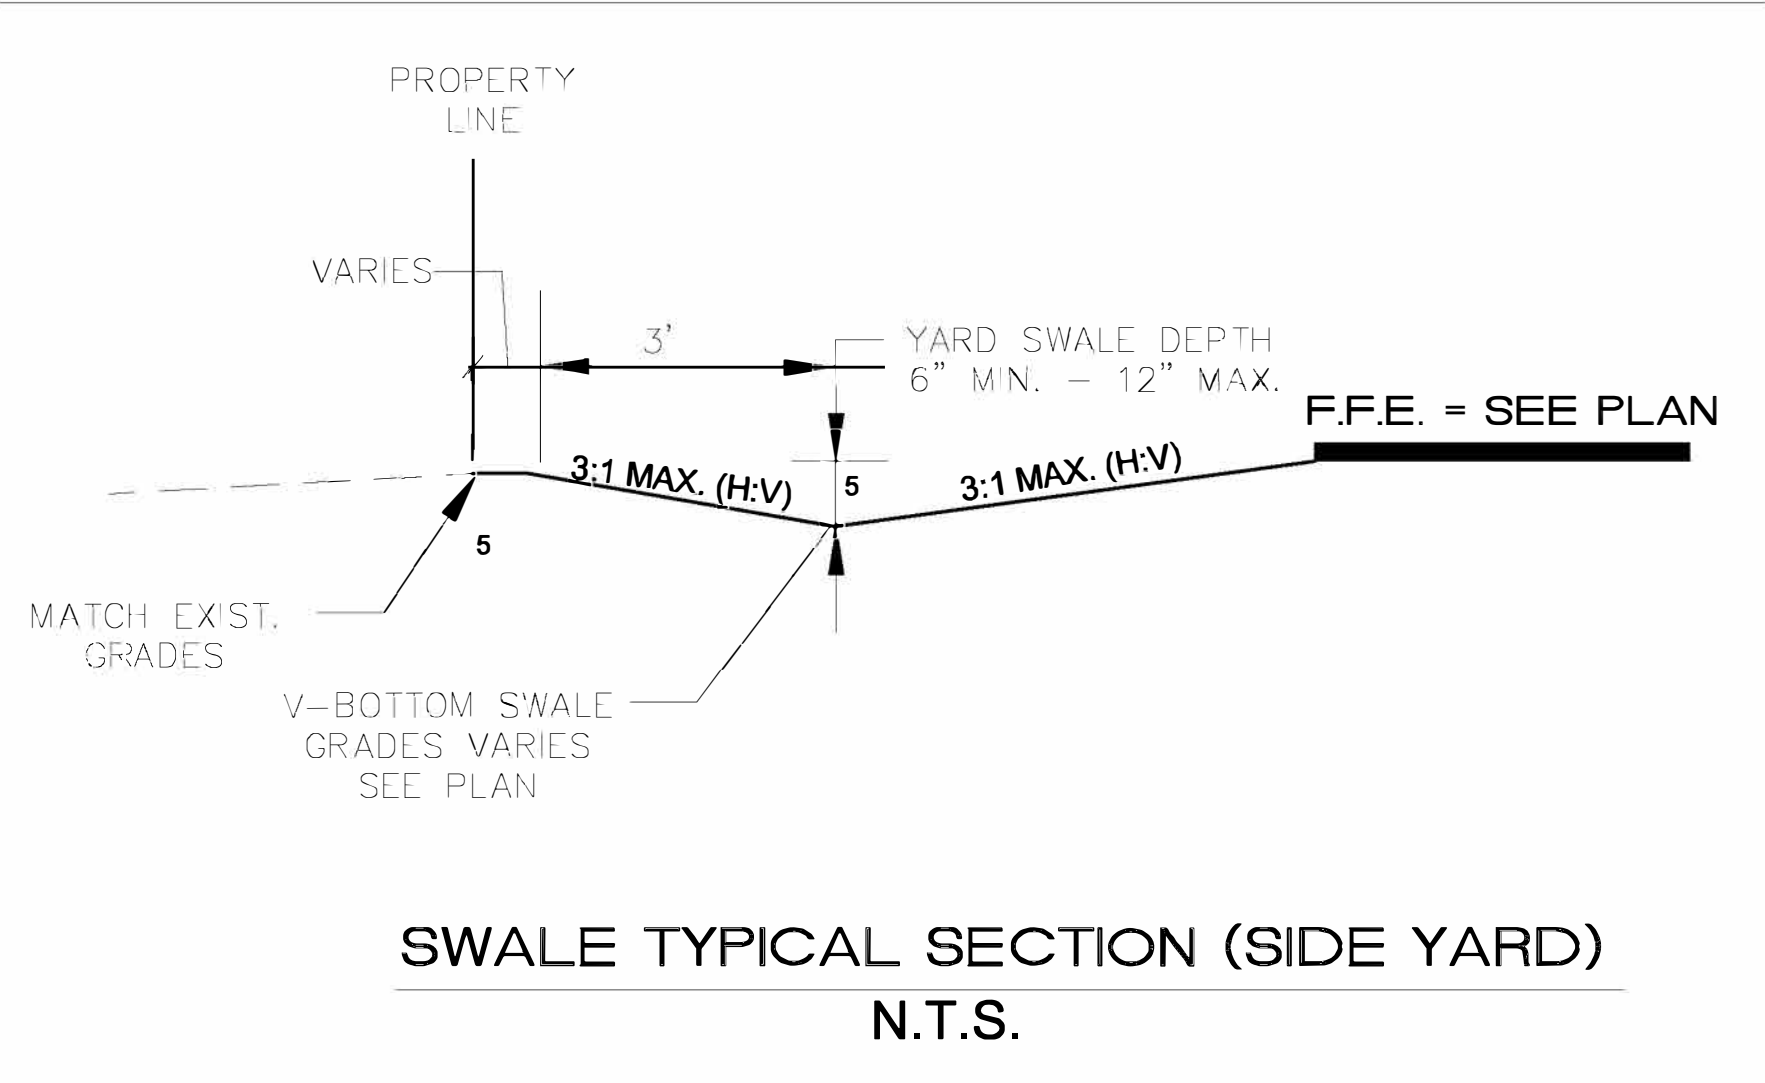 PROPERTY
LINE
VARIES
3'
YARD SWALE DEPTH
6" MIN. - 12" MAX.
F.F.E. = SEE PLAN
3:1 MAX. (H:V)
5
3:1 MAX. (H:V)
5
MATCH EXIST.
GRADES
V-BOTTOM SWALE
GRADES VARIES
SEE PLAN
SWALE TYPICAL SECTION (SIDE YARD)
N.T.S.